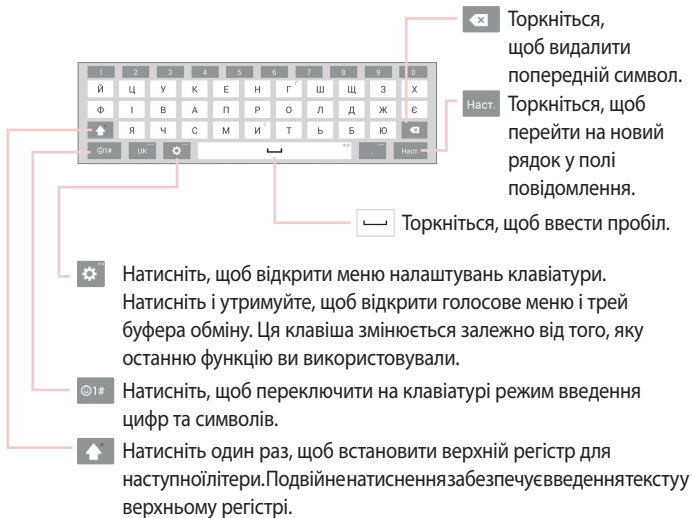 Торкніться,
щоб видалити
попередній символ.
1 2 3 4 5 6 7 8 9 0
Й Ц У К Е Н Г Ґ Ш Щ З Х
Ф І В А П Р О Л Д Ж Є
Я Ч С М И Ї Т Ь Б Ю
1# UK Наст.
Наст. Торкніться, щоб
перейти на новий
рядок у полі
повідомлення.
Торкніться, щоб ввести пробіл.
Натисніть, щоб відкрити меню налаштувань клавіатури.
Натисніть і утримуйте, щоб відкрити голосове меню і трей
буфера обміну. Ця клавіша змінюється залежно від того, яку
останню функцію ви використовували.
1# Натисніть, щоб переключити на клавіатурі режим введення
цифр та символів.
Натисніть один раз, щоб встановити верхній регістр для
наступноїлітери.Подвійненатисненнязабезпечуєвведеннятекстуу
верхньому регістрі.